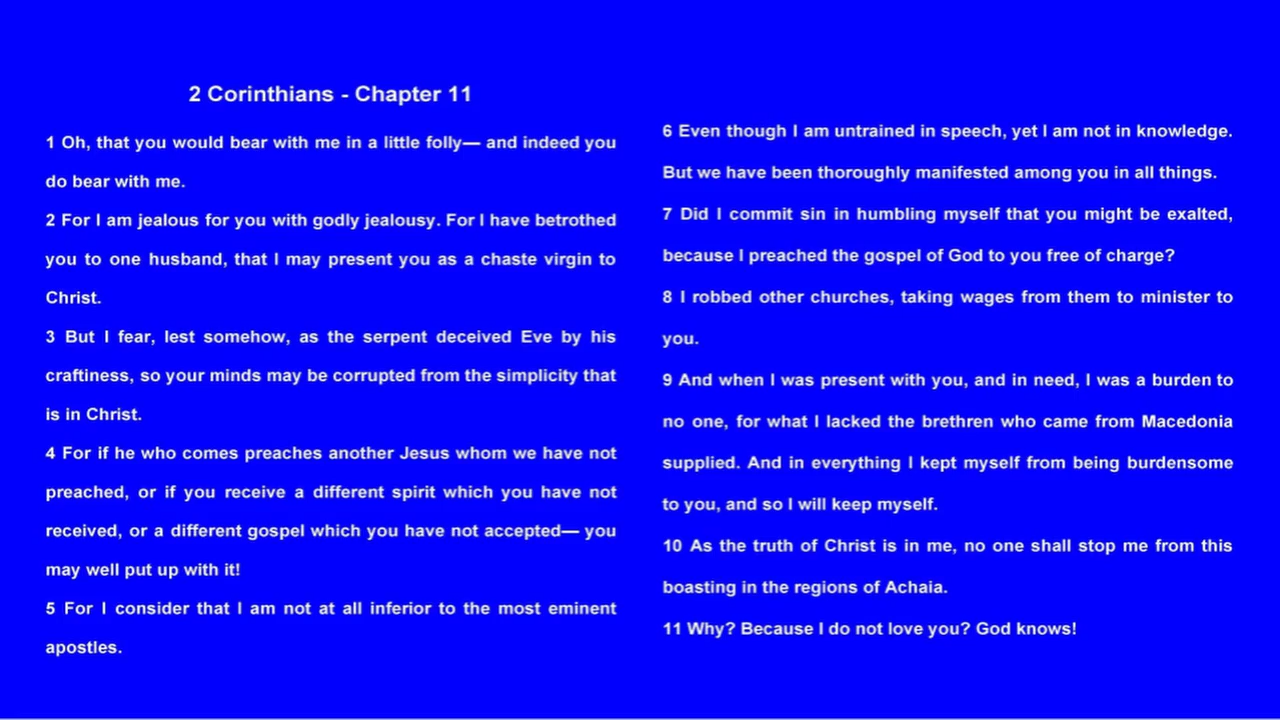 2 Corinthians - Chapter 11
1 Oh, that you would bear with me in a little folly— and indeed you
do bear with me.
2 For I am jealous for you with godly jealousy. For I have betrothed
you to one husband, that I may present you as a chaste virgin to
Christ.
3 But I fear, lest somehow, as the serpent deceived Eve by his
craftiness, so your minds may be corrupted from the simplicity that
is in Christ.
4 For if he who comes preaches another Jesus whom we have not
preached, or if you receive a different spirit which you have not
received, or a different gospel which you have not accepted— you
may well put up with it!
5 For I consider that I am not at all inferior to the most eminent
apostles.
6 Even though I am untrained in speech, yet I am not in knowledge.
But we have been thoroughly manifested among you in all things.
7 Did I commit sin in humbling myself that you might be exalted,
because I preached the gospel of God to you free of charge?
8 I robbed other churches, taking wages from them to minister to
you.
9 And when I was present with you, and in need, I was a burden to
no one, for what I lacked the brethren who came from Macedonia
supplied. And in everything I kept myself from being burdensome
to you, and so I will keep myself.
10 As the truth of Christ is in me, no one shall stop me from this
boasting in the regions of Achaia.
11 Why? Because I do not love you? God knows!